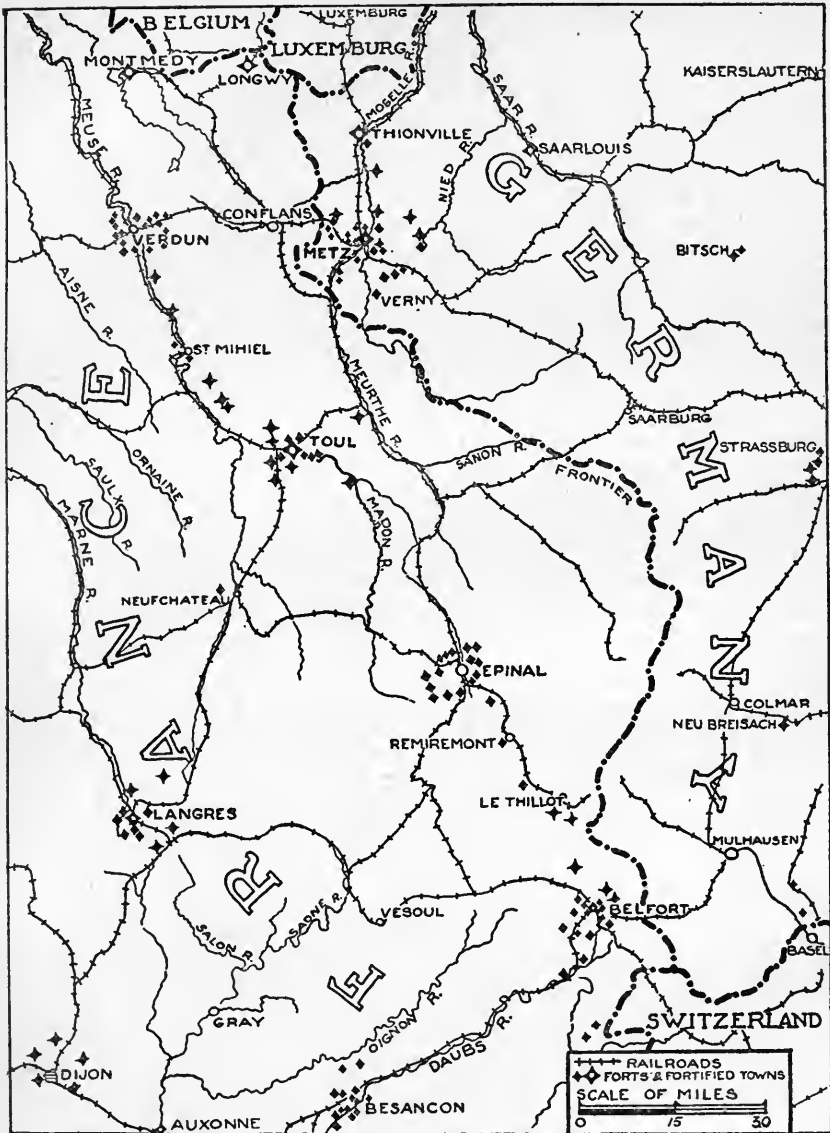 BELGIUM
LUXEMBURG
LUXEMBURG
MONTMEDY
LONGWY
MOGELLE R.
SAAR R.
KAISERSLAUTERN
MEUSE R.
THIONVILLE
NIED R.
SAARLOUIS
GERMANY
VERDUN
CONFLANS
METZ
BITSCH
AISNE R.
VERNY
ST MIHIEL
MEURTHE R.
SAARBURG
TOUL
SANON R.
STRASSBURG
ORNAINE R.
SAULX R.
FRONTIER
MARNE R.
MADON R.
NEUFCHATEAU
FRANCE
EPINAL
COLMAR
NEU BREISACH
REMIREMONT
LE THILLOT
LANGRES
MULHAUSEN
VESOUL
BELFORT
SALON R.
SAONE R.
BASEL
GRAY
OIGNON R.
DAUBS R.
SWITZERLAND
DIJON
AUXONNE
BESANCON
RAILROADS
FORTS & FORTIFIED TOWNS
SCALE OF MILES
0 15 30